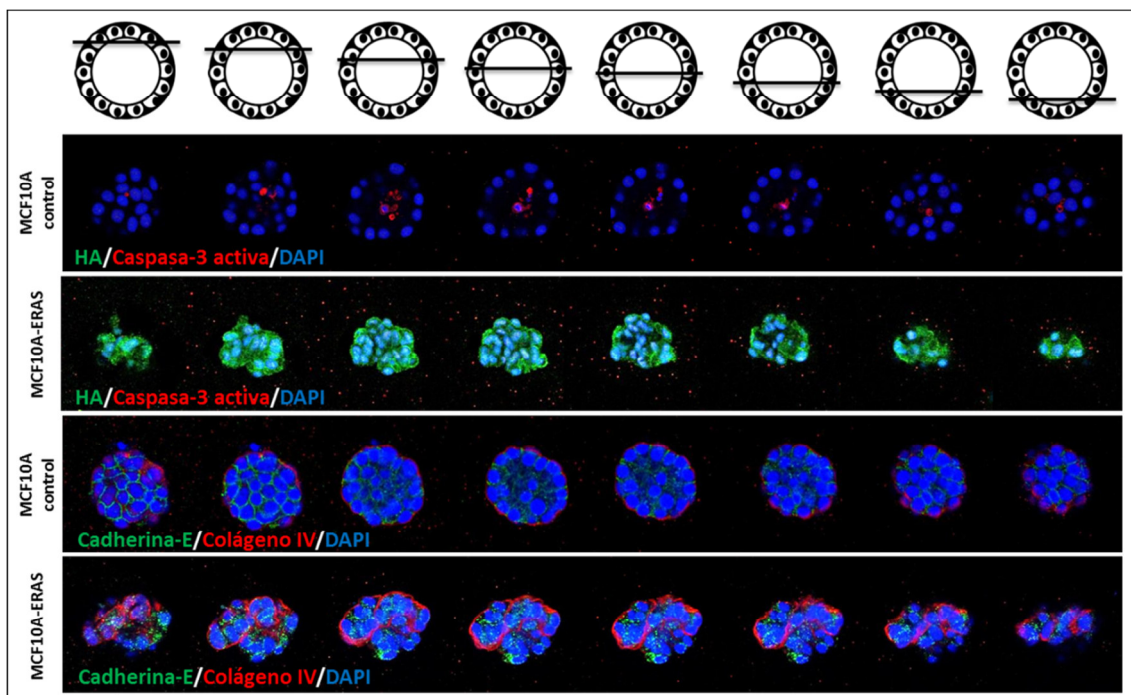 MCF10A
control
HA/Caspasa-3 activa/DAPI
MCF10A-ERAS
HA/Caspasa-3 activa/DAPI
MCF10A
control
Cadherina-E/Colágeno IV/DAPI
MCF10A-ERAS
Cadherina-E/Colágeno IV/DAPI